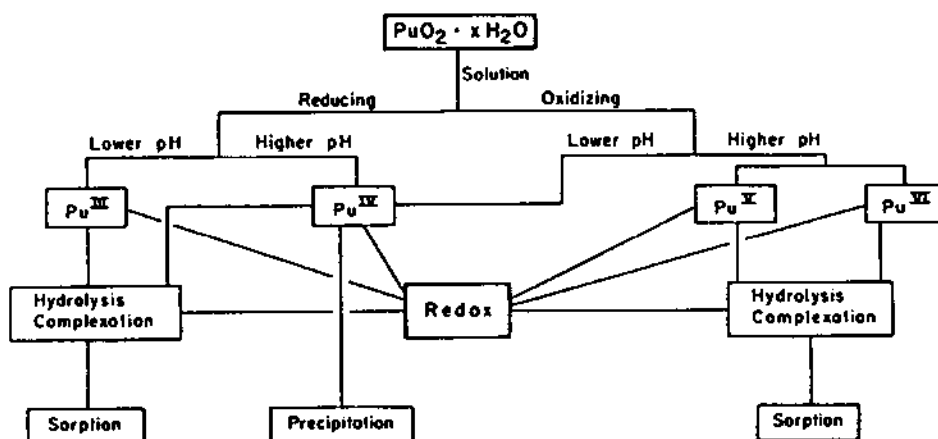 PuO2 · x H2O
Solution
Reducing Oxidizing
Lower pH Higher pH Lower pH Higher pH
Pu III Pu IV Pu V Pu VI
Hydrolysis
Complexation
Redox
Hydrolysis
Complexation
Sorption Precipitation Sorption